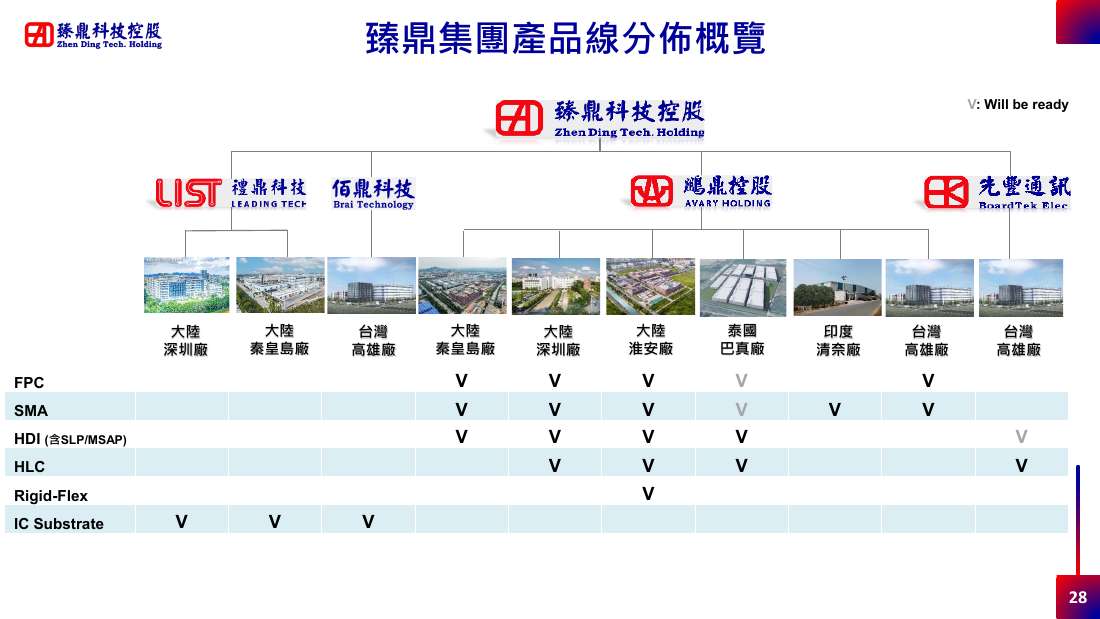 臻鼎科技控股
Zhen Ding Tech. Holding
臻鼎集團產品線分佈概覽
V: Will be ready
臻鼎科技控股
Zhen Ding Tech. Holding
LIST 禮鼎科技
LEADING TECH
佰鼎科技
Brai Technology
鵬鼎控股
AVARY HOLDING
先豐通訊
BoardTek Elec
大陸 大陸 台灣 大陸 大陸 大陸 泰國 印度 台灣 台灣
深圳廠 秦皇島廠 高雄廠 秦皇島廠 深圳廠 淮安廠 巴真廠 清奈廠 高雄廠 高雄廠
FPC V V V V V
SMA V V V V V V
HDI (含SLP/MSAP) V V V V V
HLC V V V V
Rigid-Flex V
IC Substrate V V V
28